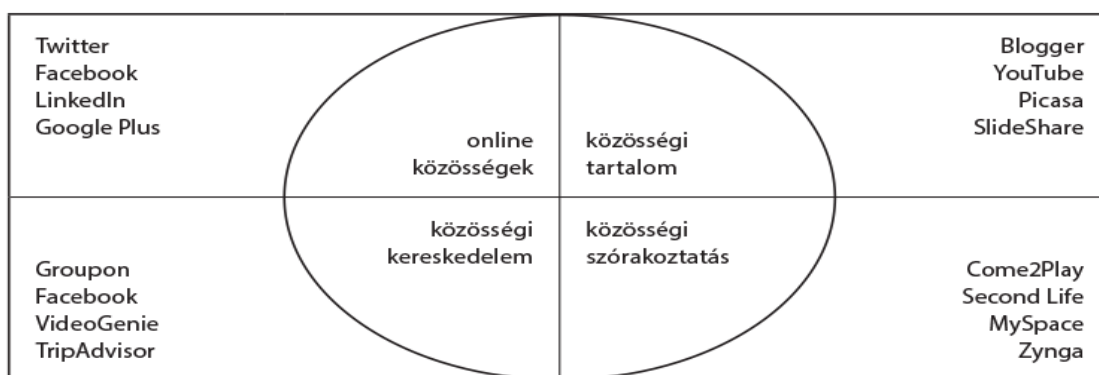 Twitter
Facebook
LinkedIn
Google Plus
online
közösségek
közösségi
tartalom
Blogger
YouTube
Picasa
SlideShare
Groupon
Facebook
VideoGenie
TripAdvisor
közösségi
kereskedelem
közösségi
szórakoztatás
Come2Play
Second Life
MySpace
Zynga